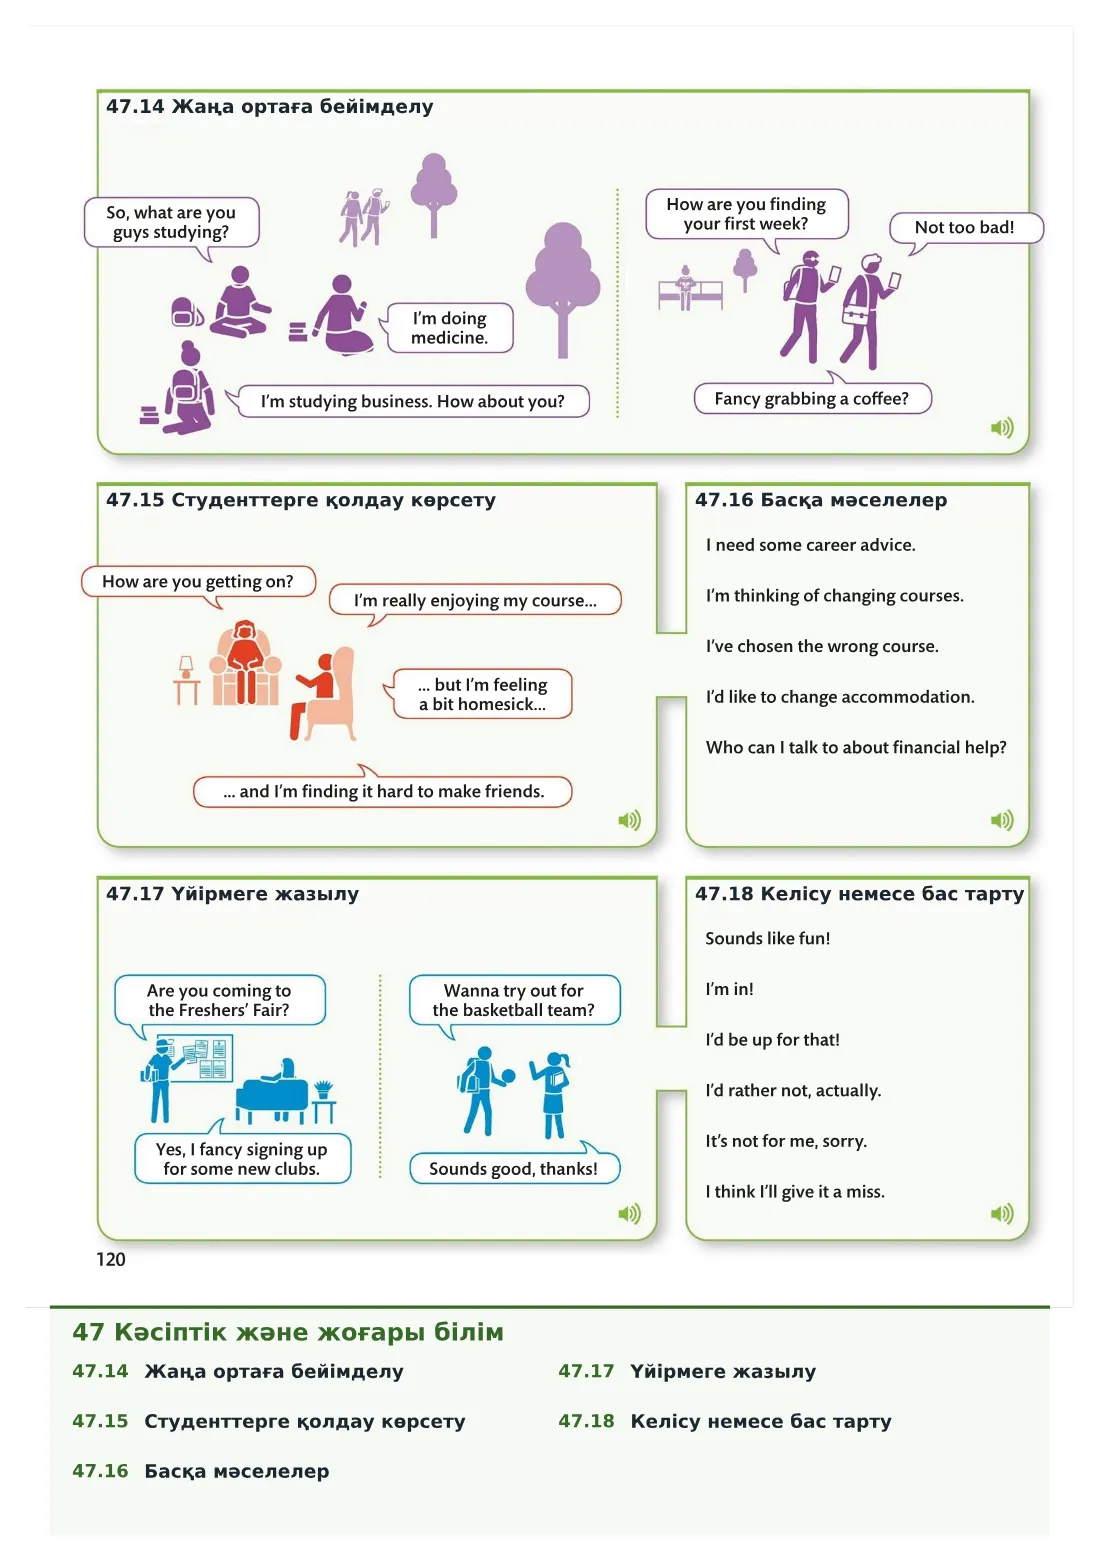 47.14 Жаңа ортаға бейімделу
So, what are you
guys studying?
I'm doing
medicine.
I'm studying business. How about you?
How are you finding
your first week?
Not too bad!
Fancy grabbing a coffee?
47.15 Студенттерге қолдау көрсету
How are you getting on?
I'm really enjoying my course...
... but I'm feeling
a bit homesick...
... and I'm finding it hard to make friends.
47.16 Басқа мәселелер
I need some career advice.
I'm thinking of changing courses.
I've chosen the wrong course.
I'd like to change accommodation.
Who can I talk to about financial help?
47.17 Үйірмеге жазылу
Are you coming to
the Freshers' Fair?
Yes, I fancy signing up
for some new clubs.
Wanna try out for
the basketball team?
Sounds good, thanks!
47.18 Келісу немесе бас тарту
Sounds like fun!
I'm in!
I'd be up for that!
I'd rather not, actually.
It's not for me, sorry.
I think I'll give it a miss.
120
47 Кәсіптік және жоғары білім
47.14 Жаңа ортаға бейімделу
47.15 Студенттерге қолдау көрсету
47.16 Басқа мәселелер
47.17 Үйірмеге жазылу
47.18 Келісу немесе бас тарту